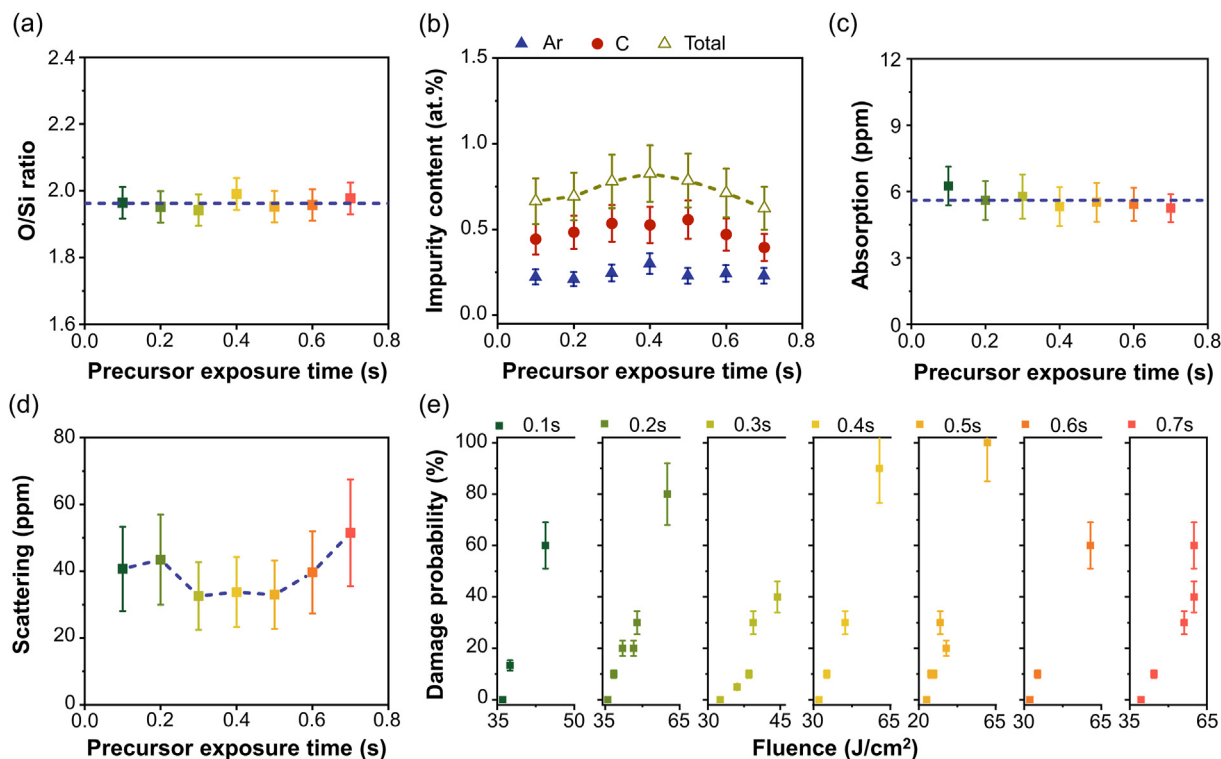 (a)
2.4
2.2
2.0
1.8
1.6
O/Si ratio
0.0 0.2 0.4 0.6 0.8
Precursor exposure time (s)
(b)
Ar C Total
1.5
1.0
0.5
0.0
Impurity content (at.%)
0.0 0.2 0.4 0.6 0.8
Precursor exposure time (s)
(c)
12
9
6
3
0
Absorption (ppm)
0.0 0.2 0.4 0.6 0.8
Precursor exposure time (s)
(d)
80
60
40
20
0
Scattering (ppm)
0.0 0.2 0.4 0.6 0.8
Precursor exposure time (s)
(e)
0.1s 0.2s 0.3s 0.4s 0.5s 0.6s 0.7s
100
80
60
40
20
0
Damage probability (%)
35 50 35 65 30 45 30 65 20 65 30 65 35 65
Fluence (J/cm²)